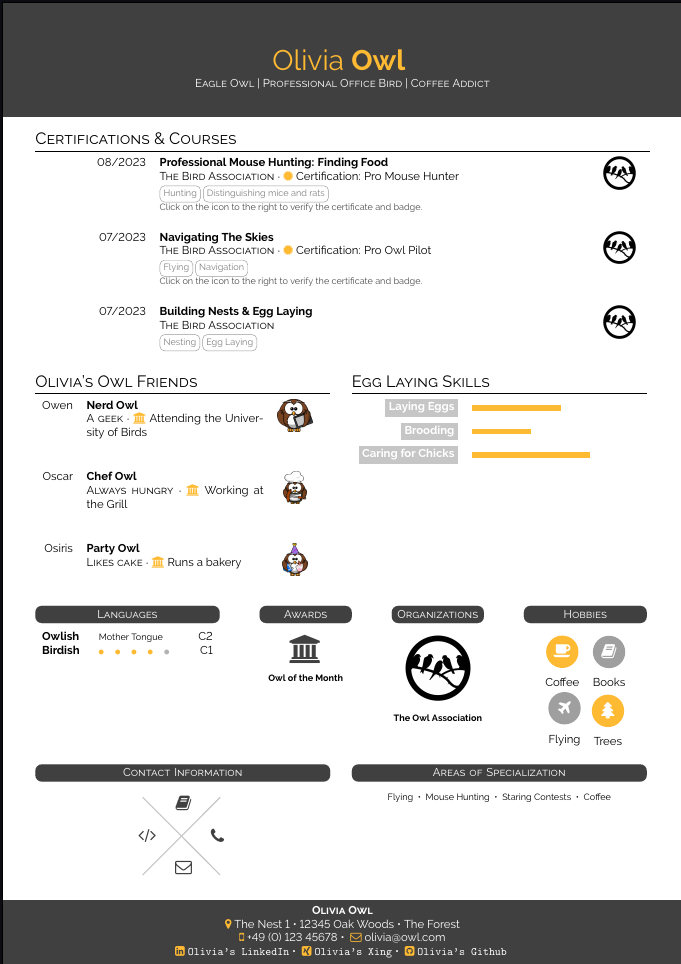 Olivia Owl
Eagle Owl | Professional Office Bird | Coffee Addict
Certifications & Courses
08/2023 Professional Mouse Hunting: Finding Food
The Bird Association · Certification: Pro Mouse Hunter
Hunting Distinguishing mice and rats
Click on the icon to the right to verify the certificate and badge.
07/2023 Navigating The Skies
The Bird Association · Certification: Pro Owl Pilot
Flying Navigation
Click on the icon to the right to verify the certificate and badge.
07/2023 Building Nests & Egg Laying
The Bird Association
Nesting Egg Laying
Olivia's Owl Friends
Owen Nerd Owl
A geek · Attending the Univer-
sity of Birds
Oscar Chef Owl
Always hungry · Working at
the Grill
Osiris Party Owl
Likes cake · Runs a bakery
Egg Laying Skills
Laying Eggs
Brooding
Caring for Chicks
Languages
Owlish Mother Tongue C2
Birdish C1
Awards
Owl of the Month
Organizations
The Owl Association
Hobbies
Coffee Books
Flying Trees
Contact Information
</>
Areas of Specialization
Flying • Mouse Hunting • Staring Contests • Coffee
Olivia Owl
The Nest 1 • 12345 Oak Woods • The Forest
+49 (0) 123 45678 • olivia@owl.com
in Olivia's LinkedIn • Olivia's Xing • Olivia's Github